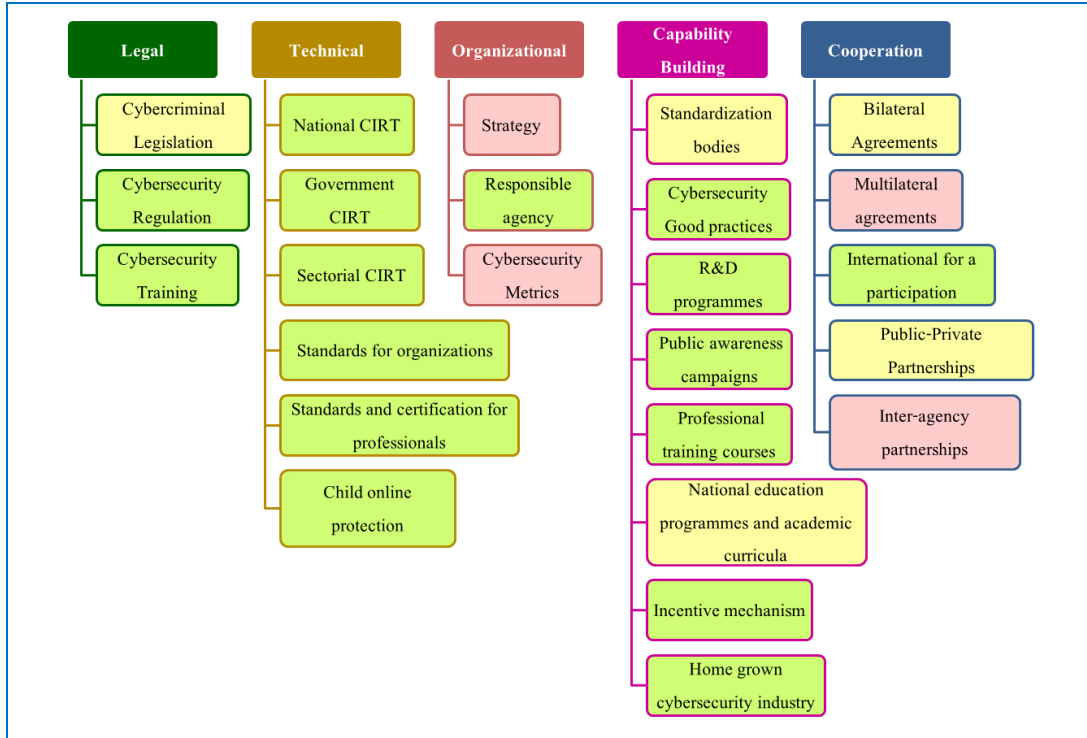 Legal
Cybercriminal
Legislation
Cybersecurity
Regulation
Cybersecurity
Training
Technical
National CIRT
Government
CIRT
Sectorial CIRT
Standards for organizations
Standards and certification for
professionals
Child online
protection
Organizational
Strategy
Responsible
agency
Cybersecurity
Metrics
Capability
Building
Standardization
bodies
Cybersecurity
Good practices
R&D
programmes
Public awareness
campaigns
Professional
training courses
National education
programmes and academic
curricula
Incentive mechanism
Home grown
cybersecurity industry
Cooperation
Bilateral
Agreements
Multilateral
agreements
International for a
participation
Public-Private
Partnerships
Inter-agency
partnerships